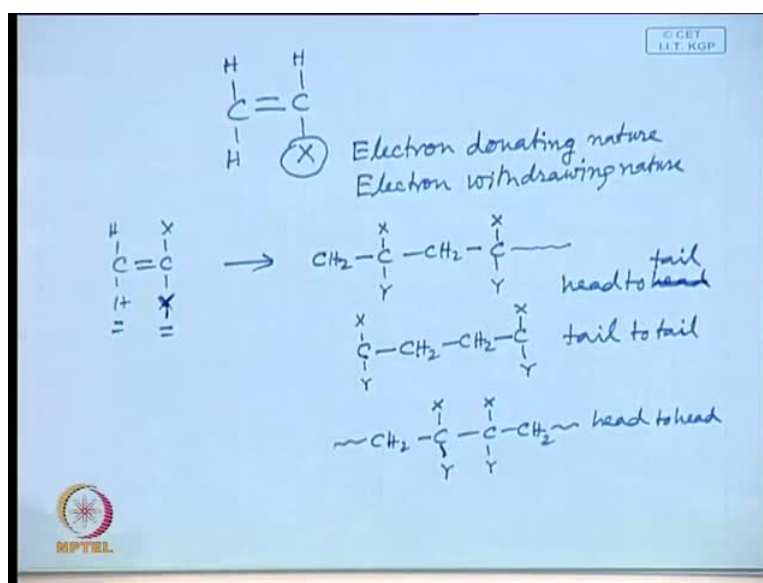 © CET
I.I.T. KGP
H H
C = C
H X Electron donating nature
Electron withdrawing nature
H X X X
C = C → CH2 - C - CH2 - C tail
H Y Y Y head to head
X X
C - CH2 - CH2 - C tail to tail
Y Y
X X
CH2 - C - C - CH2 head to head
Y Y
NPTEL